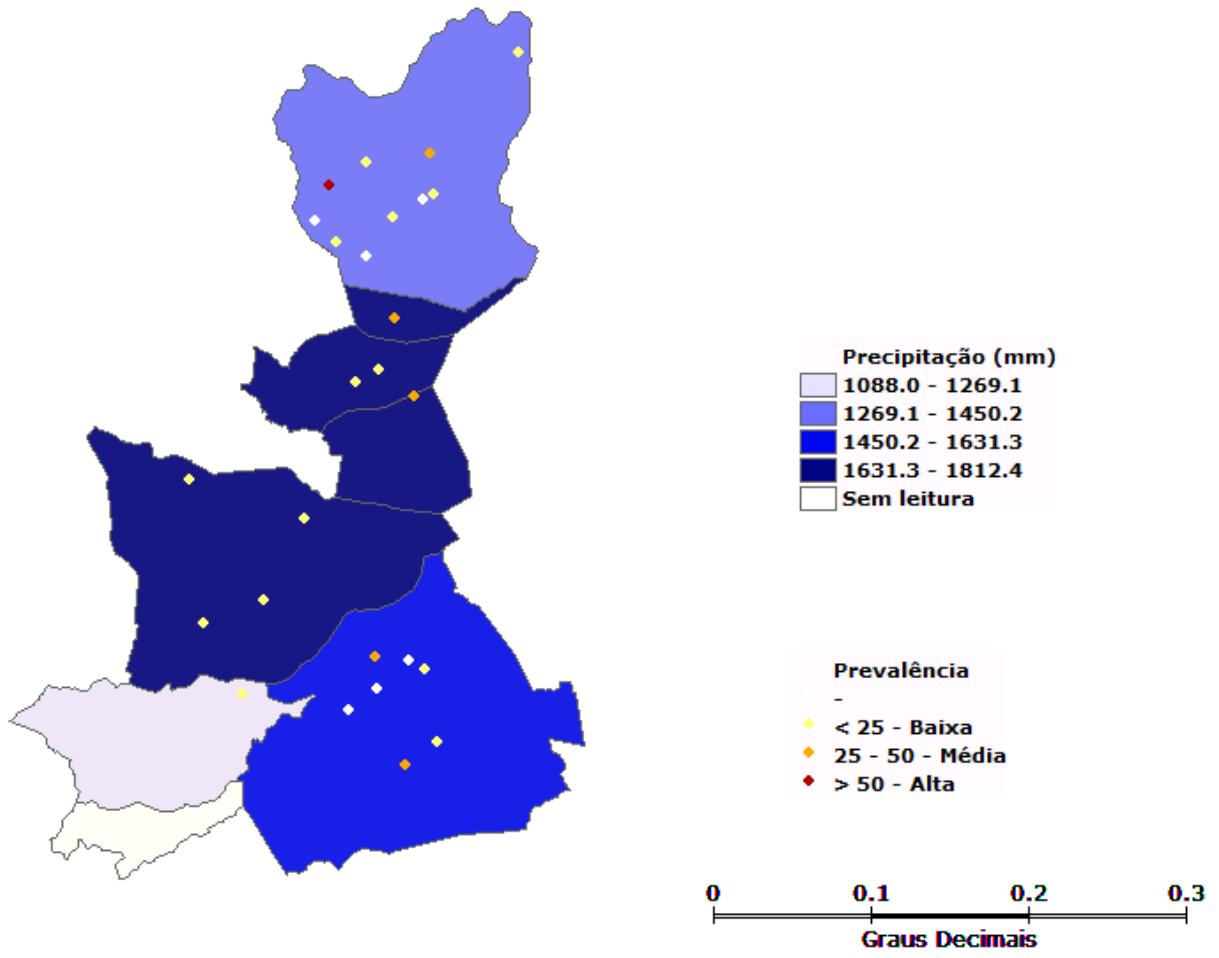 Precipitação (mm)
1088.0 - 1269.1
1269.1 - 1450.2
1450.2 - 1631.3
1631.3 - 1812.4
Sem leitura
Prevalência
-
< 25 - Baixa
25 - 50 - Média
> 50 - Alta
0 0.1 0.2 0.3
Graus Decimais